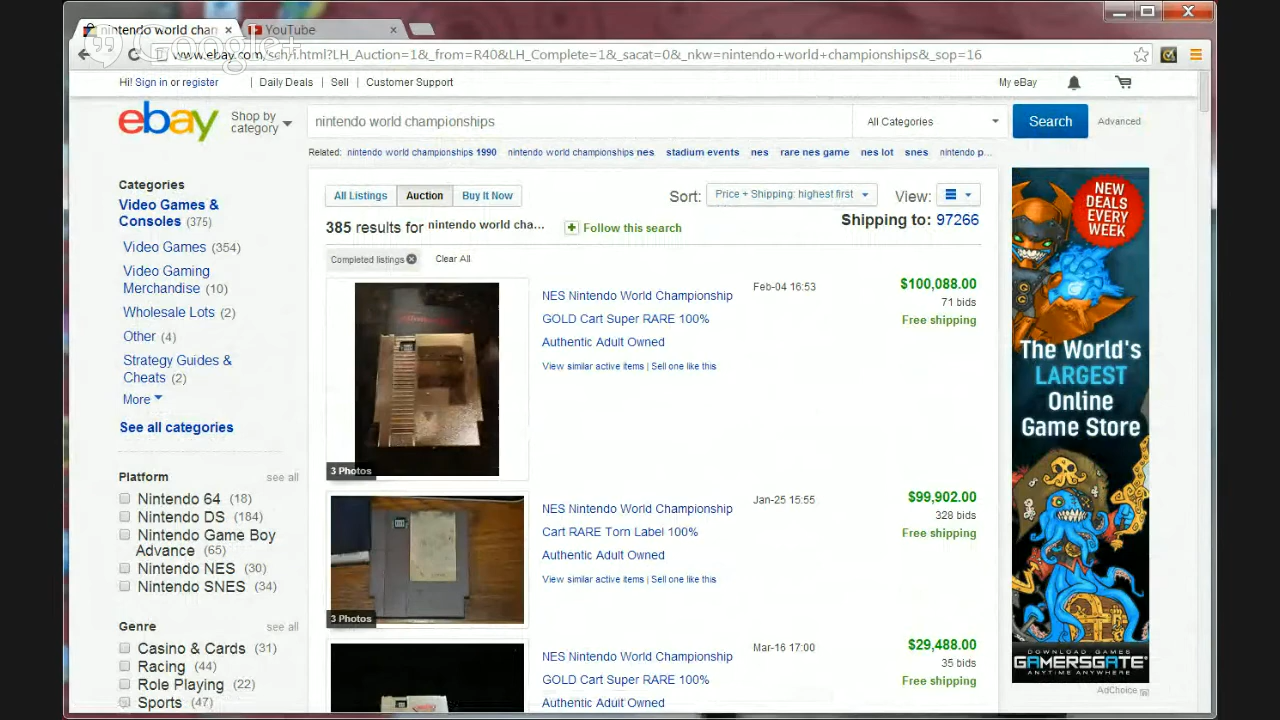 nintendo world cham
YouTube
Google+
www.ebay.com/sch/i.html?LH_Auction=1&_from=R40&LH_Complete=1&_sacat=0&_nkw=nintendo+world+championships&_sop=16
Hi! Sign in or register | Daily Deals | Sell | Customer Support
My eBay
ebay
Shop by category
nintendo world championships
All Categories
Search
Advanced
Related: nintendo world championships 1990 nintendo world championships nes stadium events nes rare nes game nes lot snes nintendo p...
Categories
Video Games & Consoles (375)
Video Games (354)
Video Gaming Merchandise (10)
Wholesale Lots (2)
Other (4)
Strategy Guides & Cheats (2)
More
See all categories
Platform see all
Nintendo 64 (18)
Nintendo DS (184)
Nintendo Game Boy Advance (65)
Nintendo NES (30)
Nintendo SNES (34)
Genre see all
Casino & Cards (31)
Racing (44)
Role Playing (22)
Sports (47)
All Listings Auction Buy It Now
Sort: Price + Shipping: highest first
View:
385 results for nintendo world cha...
Follow this search
Shipping to: 97266
Completed listings
Clear All
3 Photos
NES Nintendo World Championship
GOLD Cart Super RARE 100%
Authentic Adult Owned
View similar active items | Sell one like this
Feb-04 16:53
$100,088.00
71 bids
Free shipping
3 Photos
NES Nintendo World Championship
Cart RARE Torn Label 100%
Authentic Adult Owned
View similar active items | Sell one like this
Jan-25 15:55
$99,902.00
328 bids
Free shipping
NES Nintendo World Championship
GOLD Cart Super RARE 100%
Authentic Adult Owned
Mar-16 17:00
$29,488.00
35 bids
Free shipping
NEW
DEALS
EVERY
WEEK
The World's
LARGEST
Online
Game Store
DOWNLOAD GAMES
GAMERSGATE
ANYTIME ANYWHERE
AdChoice